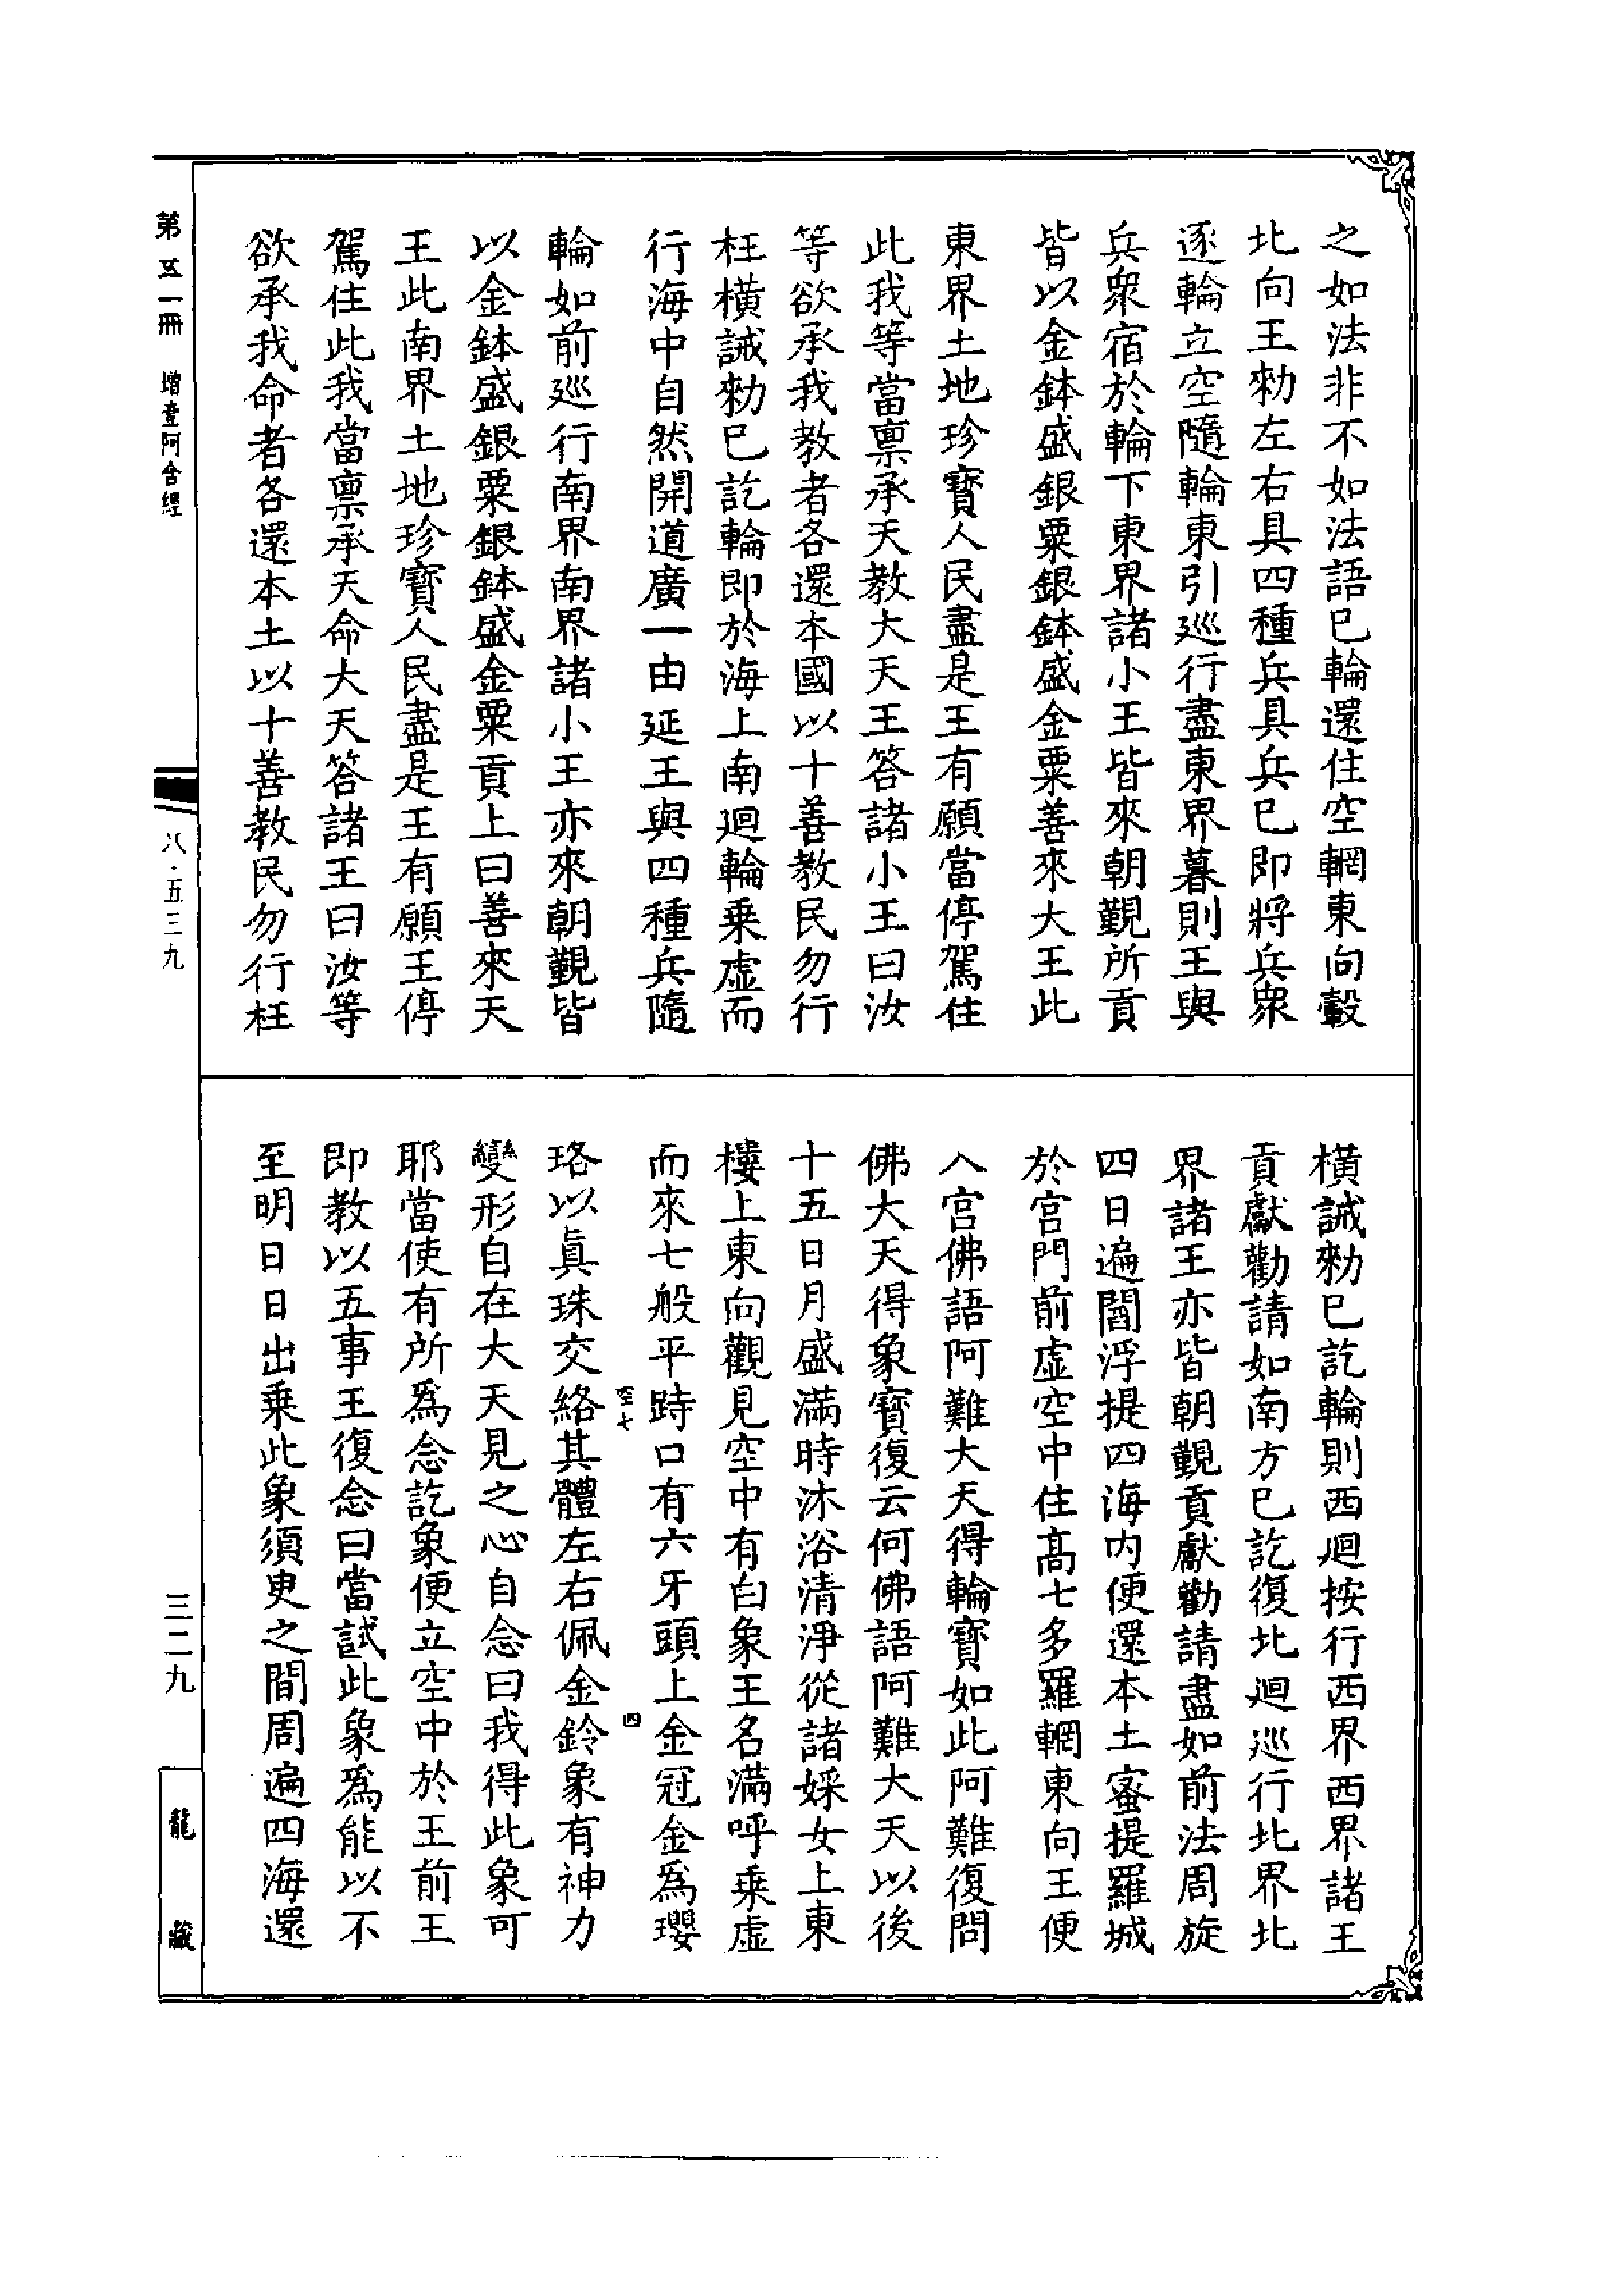 之如法非不如法語已輪還住空輞東向轂
北向王勑左右具四種兵具兵已即將兵衆
逐輪立空隨輪東引巡行盡東界暮則王與
兵衆宿於輪下東界諸小王皆來朝覲所貢
皆以金鉢盛銀粟銀鉢盛金粟善來大王此
東界土地珍寶人民盡是王有願當停駕住
此我等當禀承天教大天王答諸小王曰汝
等欲承我教者各還本國以十善教民勿行
枉橫誡勑已訖輪即於海上南迴輪乗虛而
行海中自然開道廣一由延王與四種兵隨
輪如前巡行南界南界諸小王亦來朝覲皆
以金鉢盛銀粟銀鉢盛金粟貢上曰善來天
王此南界土地珍寶人民盡是王有願王停
駕住此我當禀承天命大天答諸王曰汝等
欲承我命者各還本土以十善教民勿行枉
橫誡勑已訖輪則西迴按行西界西界諸王
貢獻勸請如南方已訖復北迴巡行北界北
界諸王亦皆朝覲貢獻勸請盡如前法周旋
四日遍閻浮提四海内便還本土蜜提羅城
於宫門前虛空中住髙七多羅輞東向王便
入宫佛語阿難大天得輪寶如此阿難復問
佛大天得象寶復云何佛語阿難大天以後
十五日月盛滿時沐浴清淨從諸婇女上東
樓上東向觀見空中有白象王名滿呼乗虛
而來七般平跱口有六牙頭上金冠金爲瓔
空七
四
珞以眞珠交絡其體左右佩金鈴象有神力
變形自在大天見之心自念曰我得此象可
耶當使有所爲念訖象便立空中於王前王
即教以五事王復念曰當試此象爲能以不
至明日日出乗此象須臾之間周遍四海還
第五一冊 增壹阿含經
八·五三九
三二九
龍藏